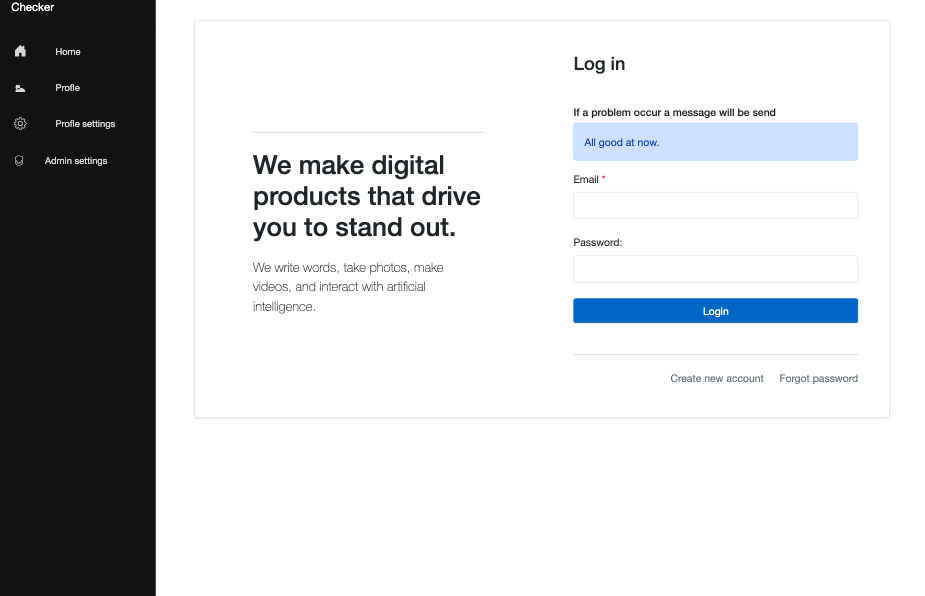 Checker
Home
Profle
Profle settings
Admin settings
We make digital
products that drive
you to stand out.
We write words, take photos, make
videos, and interact with artificial
intelligence.
Log in
If a problem occur a message will be send
All good at now.
Email *
Password:
Login
Create new account Forgot password